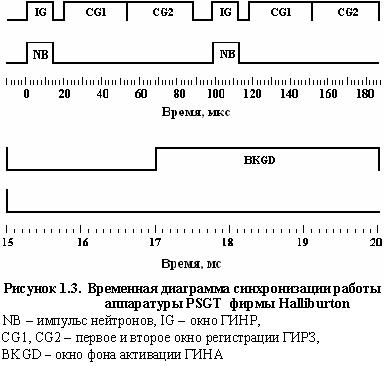 IG CG1 CG2 IG CG1 CG2
NB NB
0 20 40 60 80 100 120 140 160 180
Время, мкс
BKGD
15 16 17 18 19 20
Время, мс
Рисунок 1.3. Временная диаграмма синхронизации работы
аппаратуры PSGT фирмы Halliburton
NB – импульс нейтронов, IG – окно ГИНР,
CG1, CG2 – первое и второе окно регистрации ГИРЗ,
BKGD – окно фона активации ГИНА